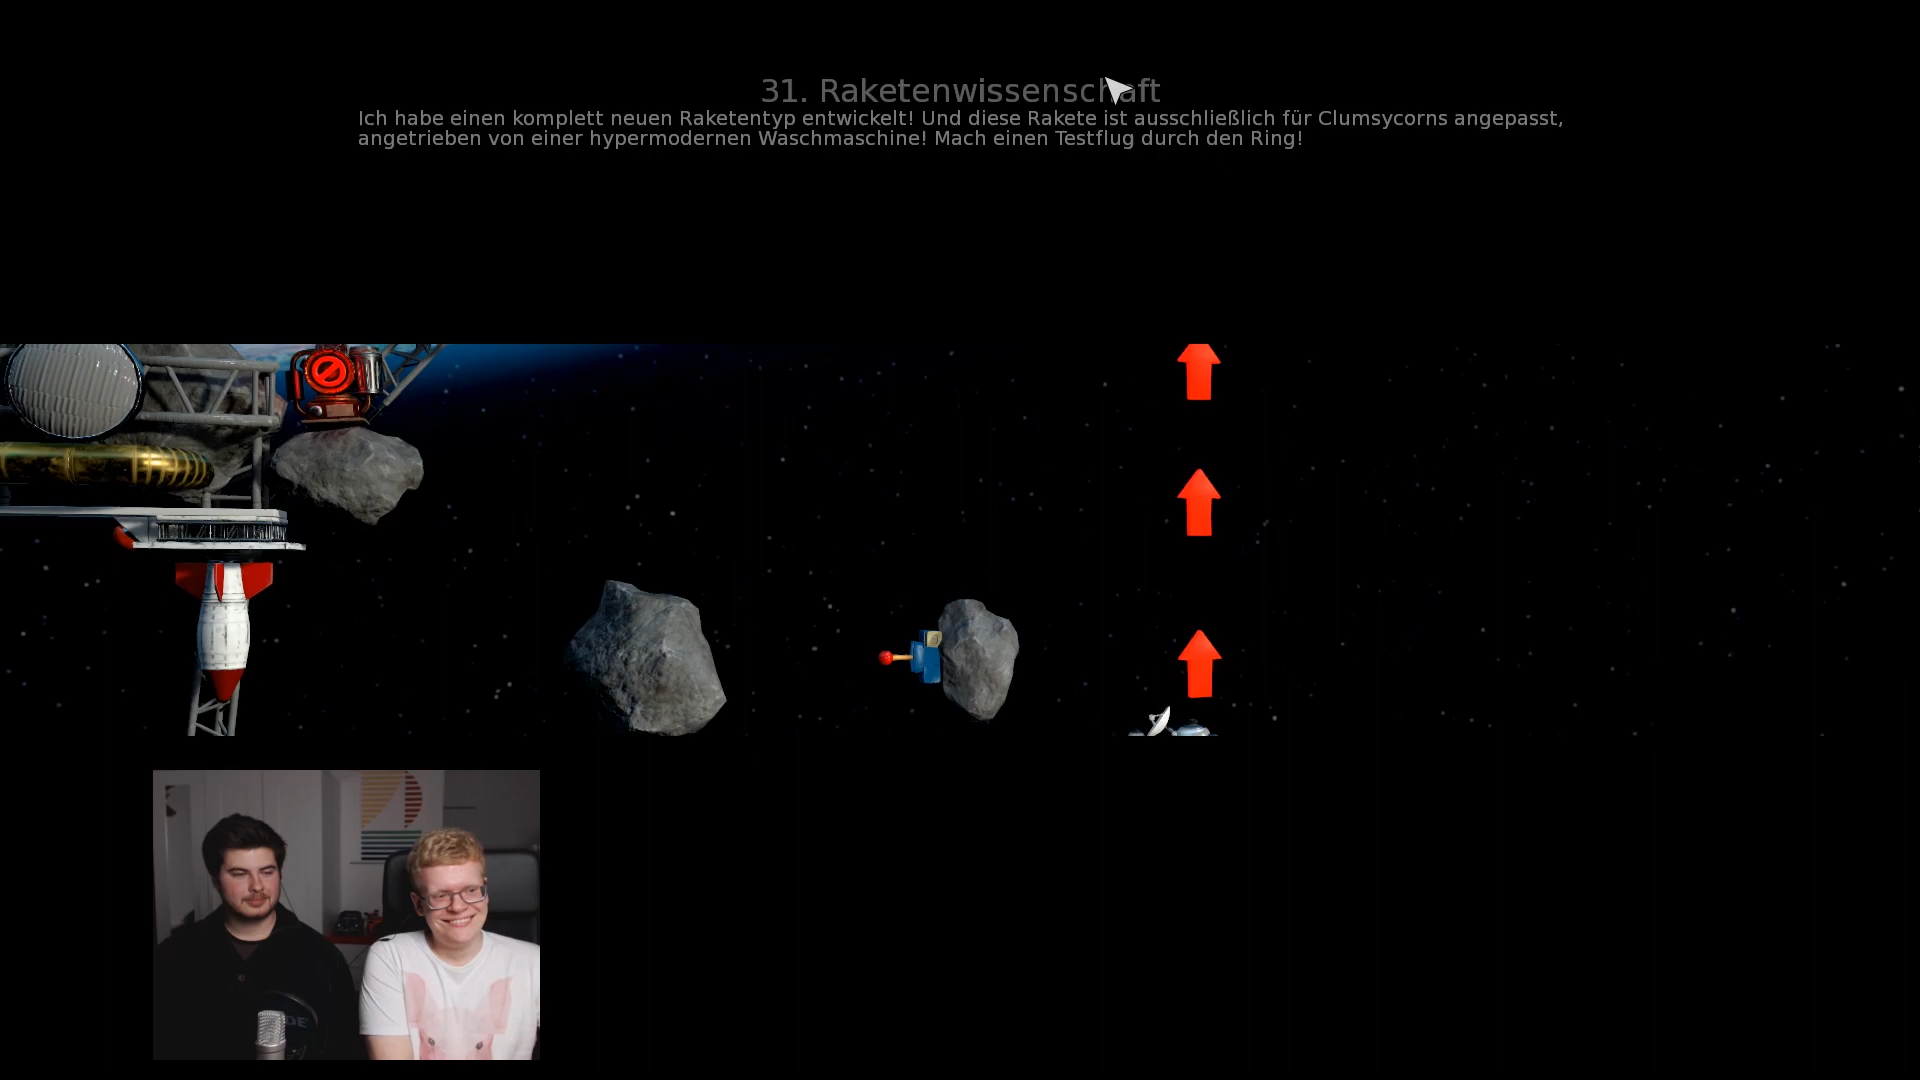 31. Raketenwissenschaft
Ich habe einen komplett neuen Raketentyp entwickelt! Und diese Rakete ist ausschließlich für Clumsycorns angepasst,
angetrieben von einer hypermodernen Waschmaschine! Mach einen Testflug durch den Ring!